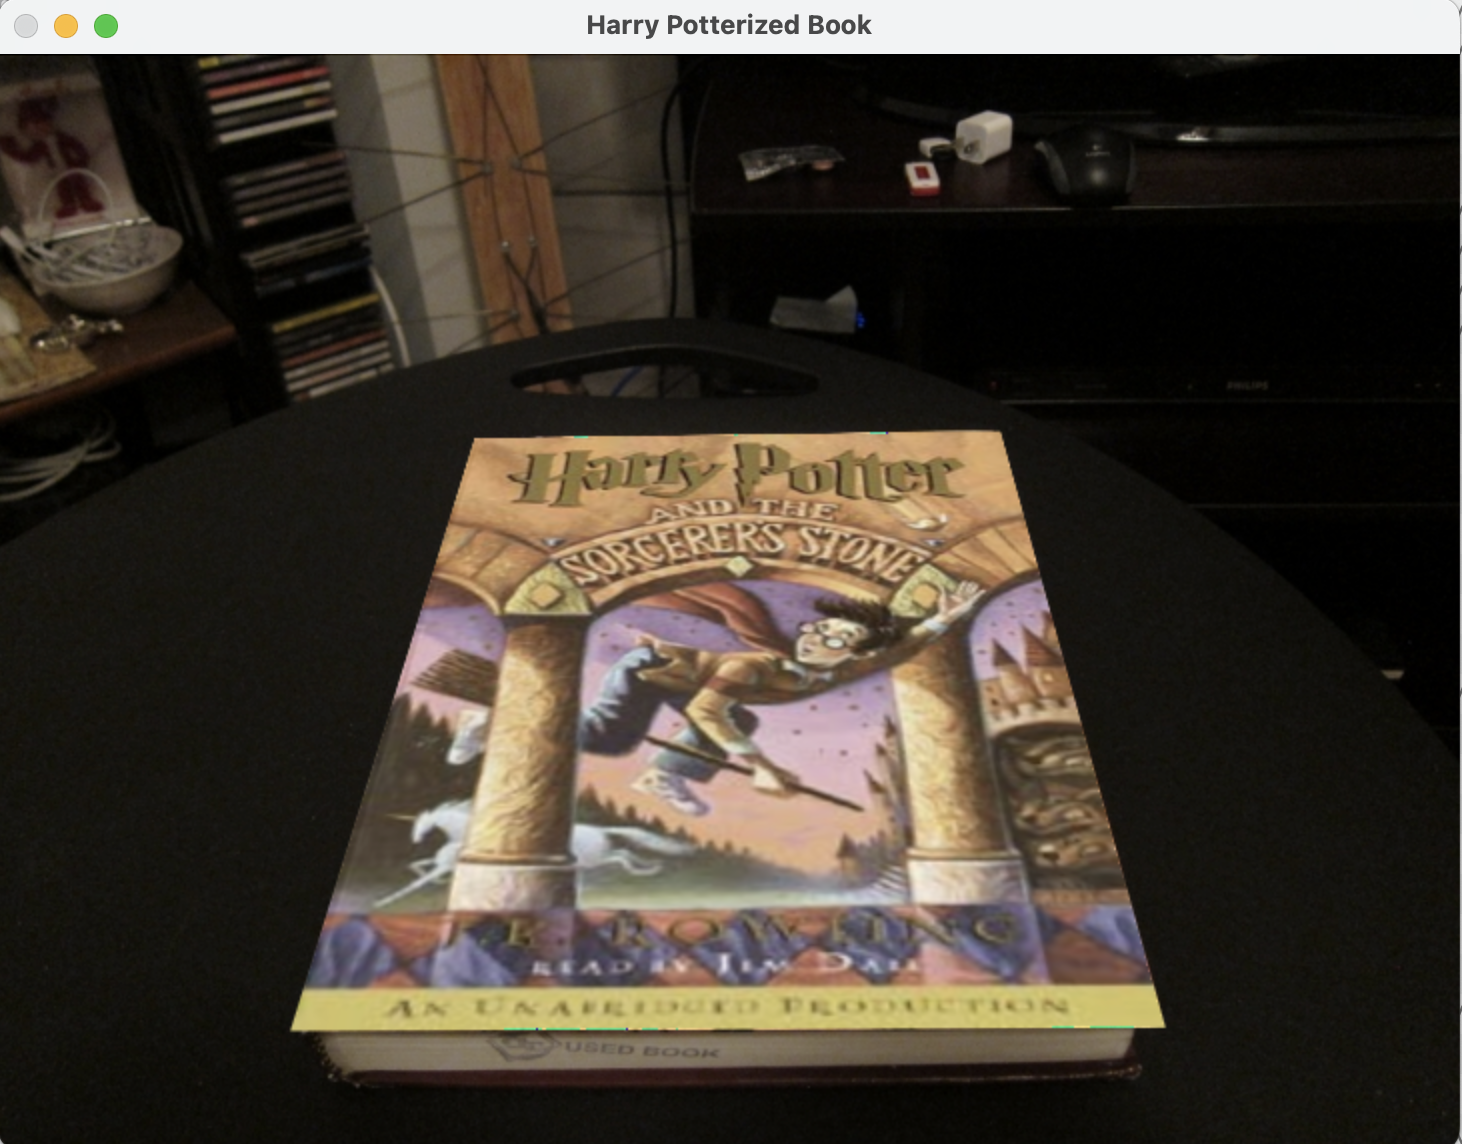 Harry Potterized Book
PHILIPS
Harry Potter
AND THE
SORCERER'S STONE
J.K. ROWLING
READ BY JIM DALE
AN UNABRIDGED PRODUCTION
USED BOOK